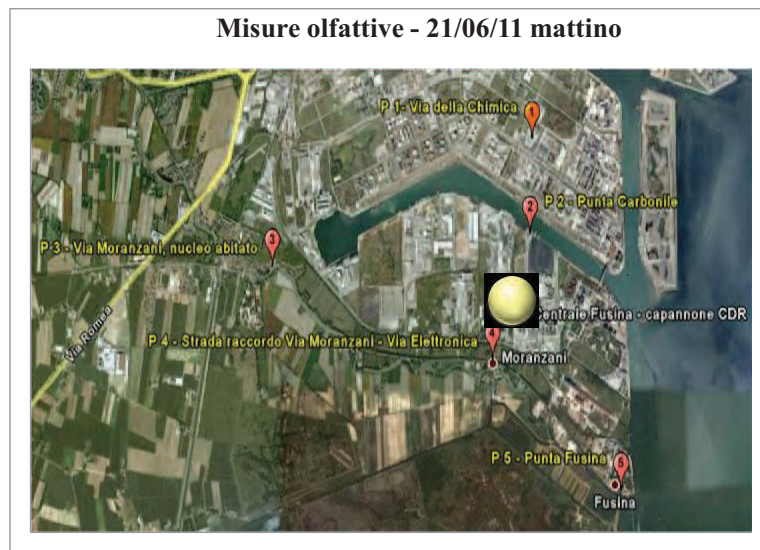 Misure olfattive - 21/06/11 mattino
P 1- Via della Chimica
1
P 2 - Punta Carbonile
2
P 3 - Via Moranzani, nucleo abitato
3
Centrale Fusina - capannone CDR
P 4 - Strada raccordo Via Moranzani - Via Elettronica
4
Moranzani
Via Romea
P 5 - Punta Fusina
5
Fusina